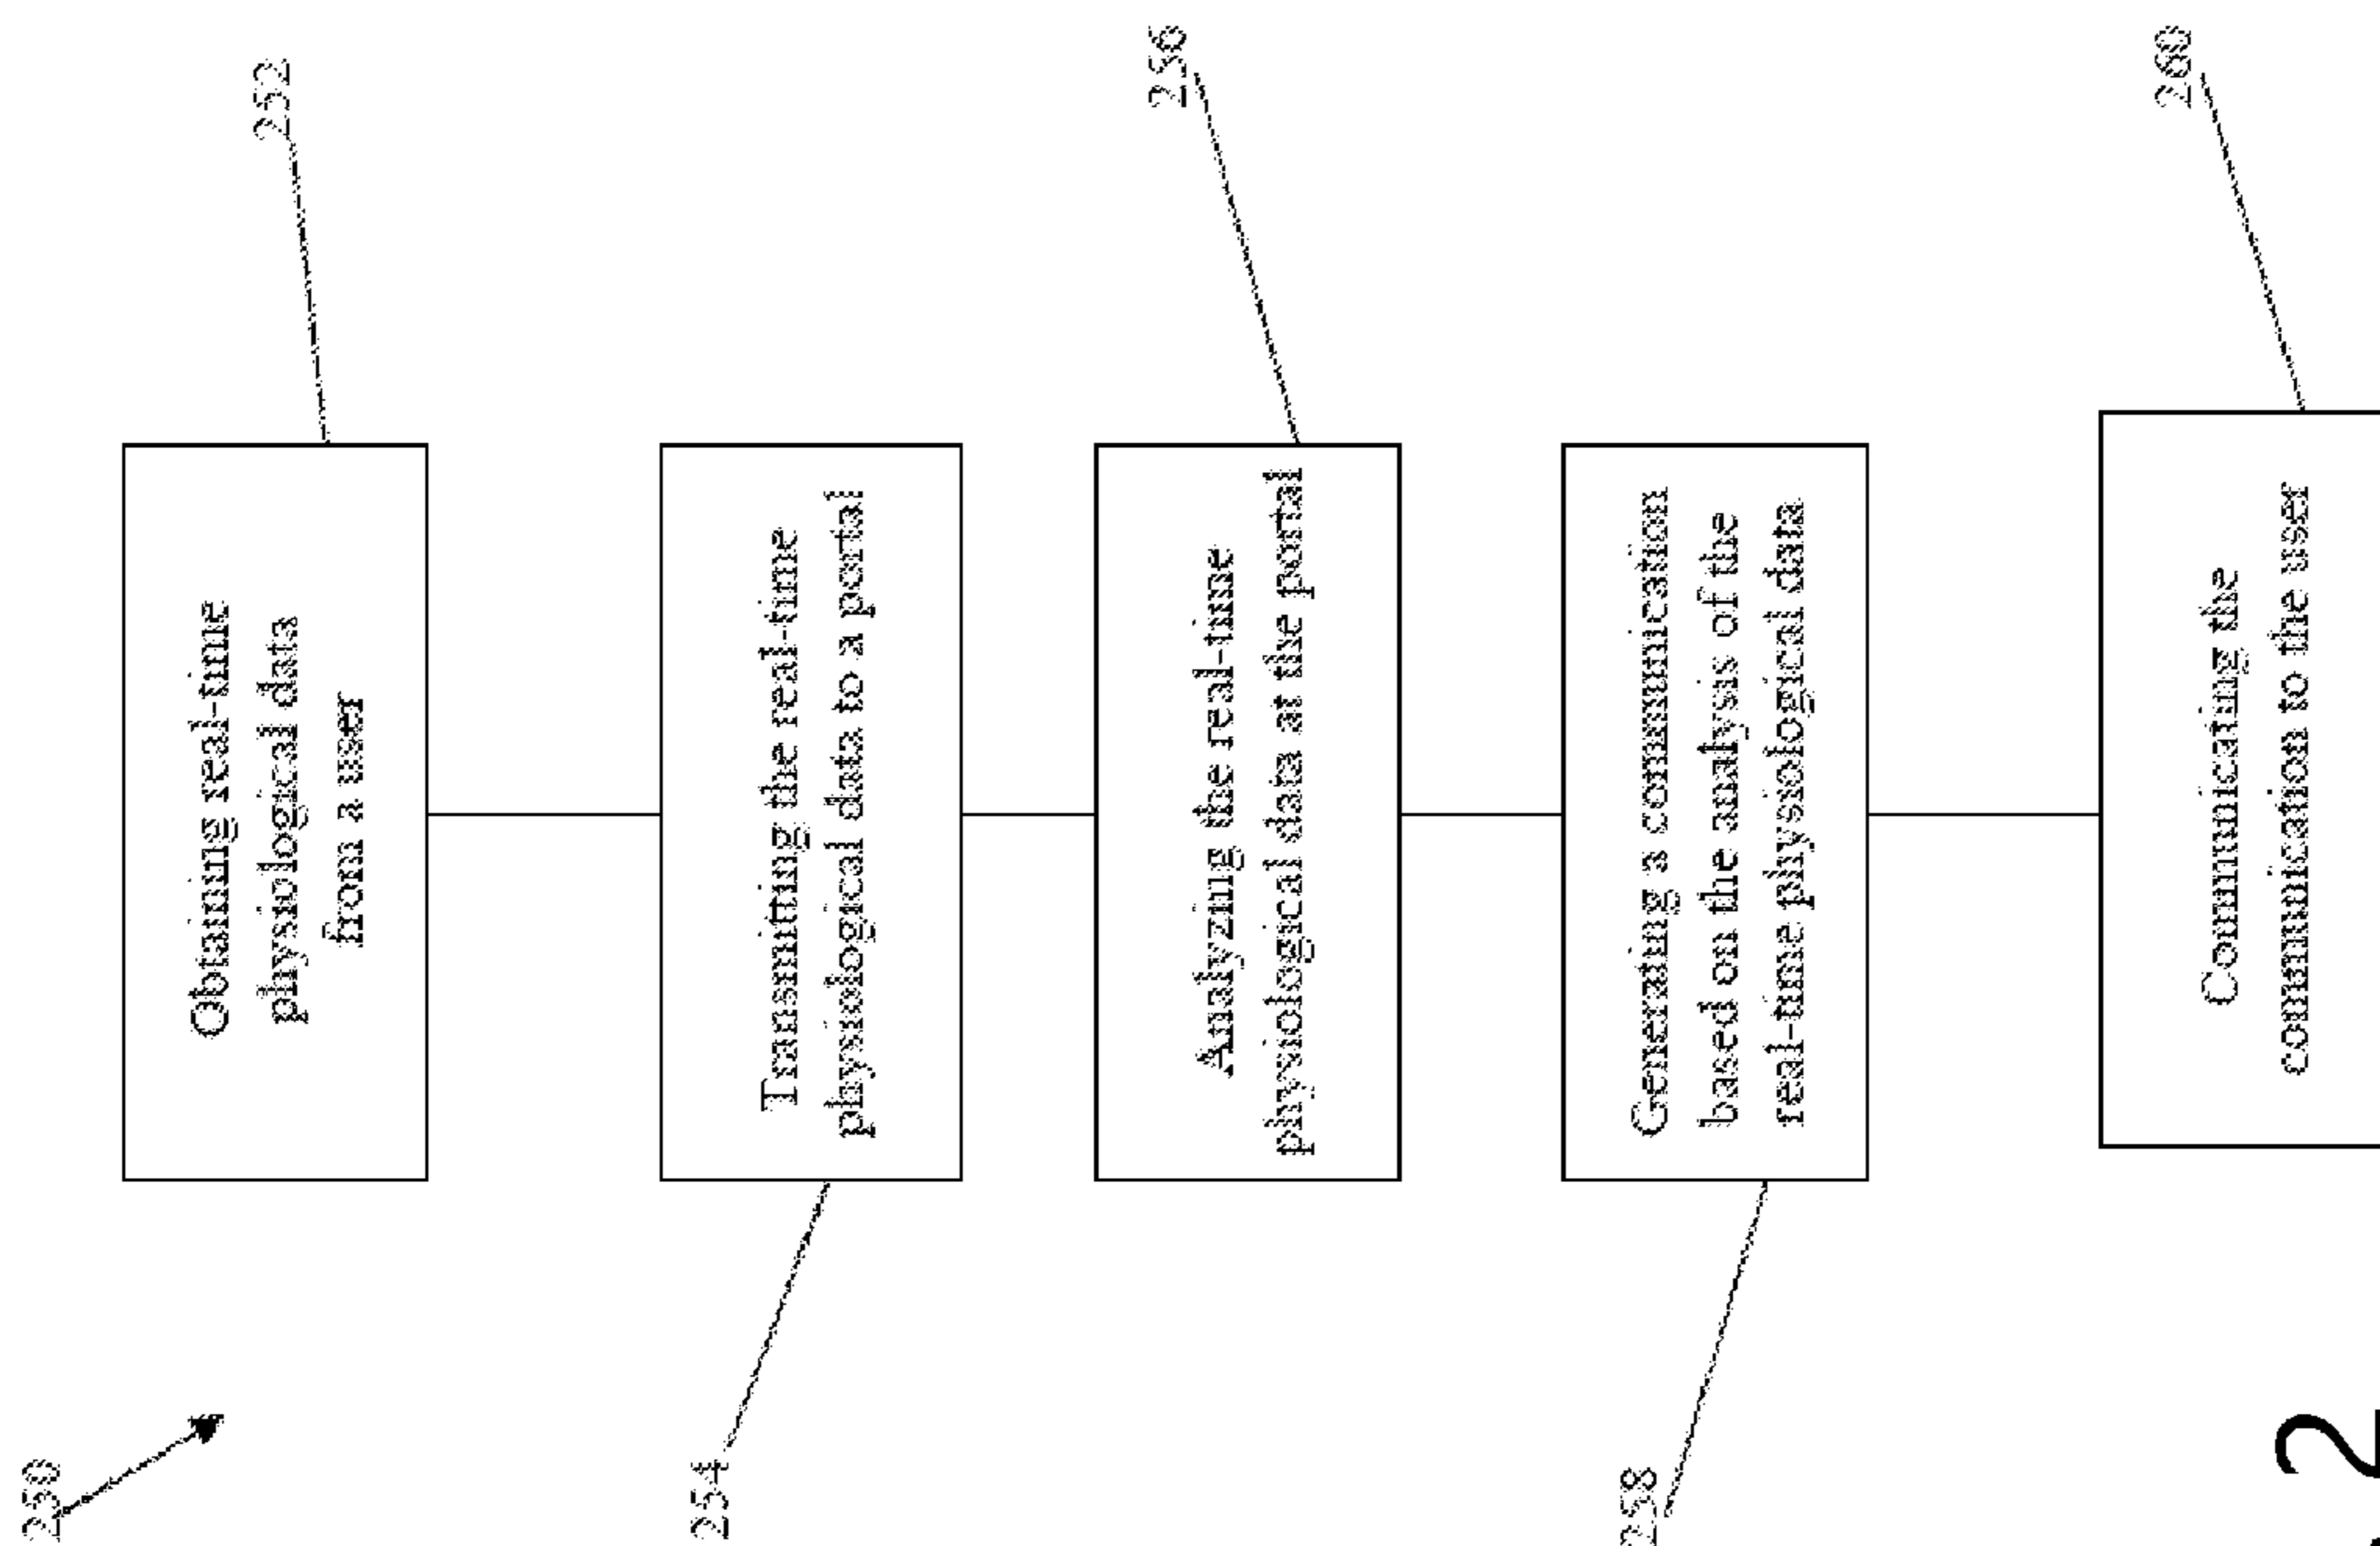 250
252
Obtaining real-time
physiological data
from a user
254
Transmitting the real-time
physiological data to a portal
256
Analyzing the real-time
physiological data at the portal
258
Generating a communication
based on the analysis of the
real-time physiological data
260
Communicating the
communication to the user
2